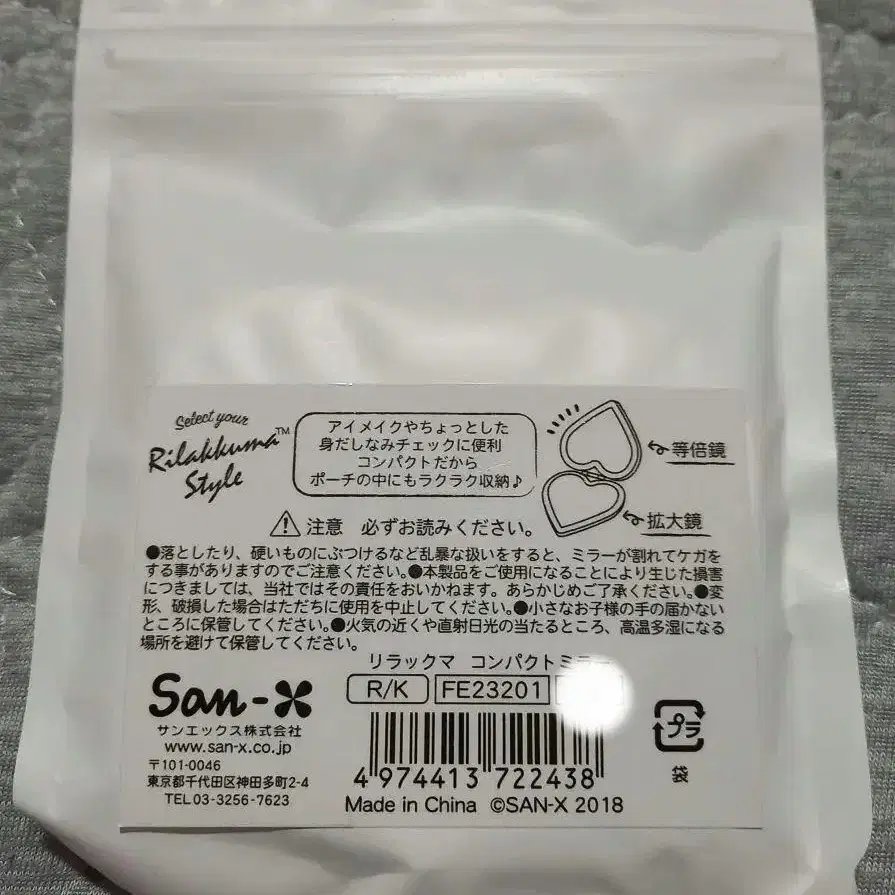 Select your
Rilakkuma™
Style
アイメイクやちょっとした
身だしなみチェックに便利
コンパクトだから
ポーチの中にもラクラク収納♪
等倍鏡
拡大鏡
注意 必ずお読みください。
●落としたり、硬いものにぶつけるなど乱暴な扱いをすると、ミラーが割れてケガを
する事がありますのでご注意ください。●本製品をご使用になることにより生じた損害
につきましては、当社ではその責任をおいかねます。あらかじめご了承ください。●変
形、破損した場合はただちに使用を中止してください。●小さなお子様の手の届かない
ところに保管してください。●火気の近くや直射日光の当たるところ、高温多湿になる
場所を避けて保管してください。
リラックマ コンパクトミラー
R/K FE23201
San-X
サンエックス株式会社
www.san-x.co.jp
〒101-0046
東京都千代田区神田多町2-4
TEL.03-3256-7623
4 974413 722438
Made in China ©SAN-X 2018
プラ
袋